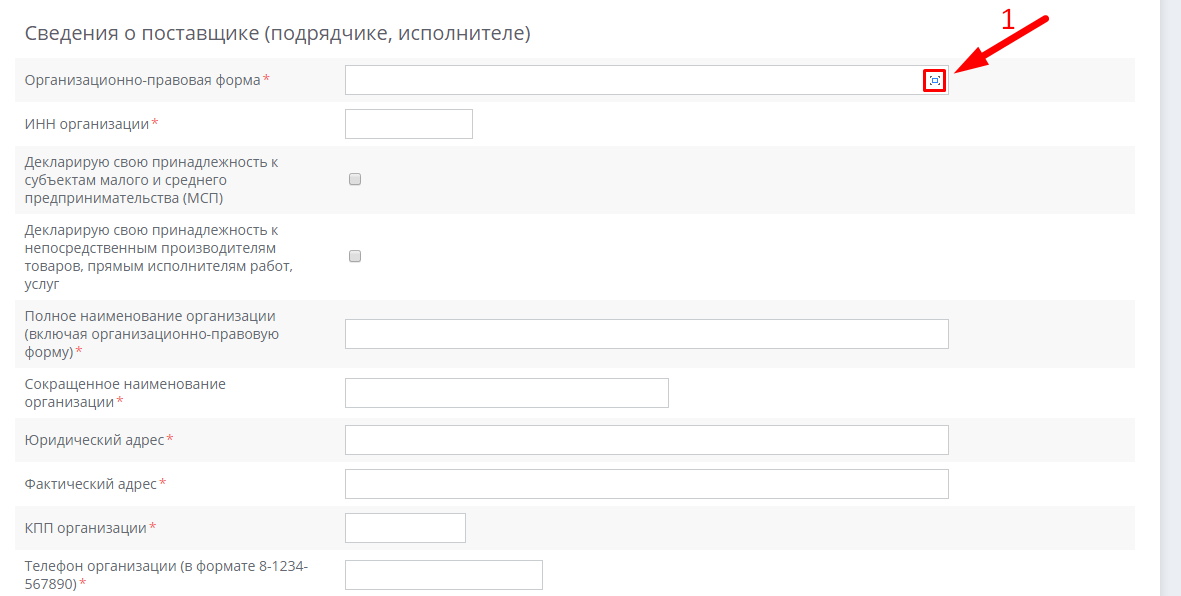 1
Сведения о поставщике (подрядчике, исполнителе)
Организационно-правовая форма*
ИНН организации*
Декларирую свою принадлежность к
субъектам малого и среднего
предпринимательства (МСП)
Декларирую свою принадлежность к
непосредственным производителям
товаров, прямым исполнителям работ,
услуг
Полное наименование организации
(включая организационно-правовую
форму)*
Сокращенное наименование
организации*
Юридический адрес*
Фактический адрес*
КПП организации*
Телефон организации (в формате 8-1234-
567890)*